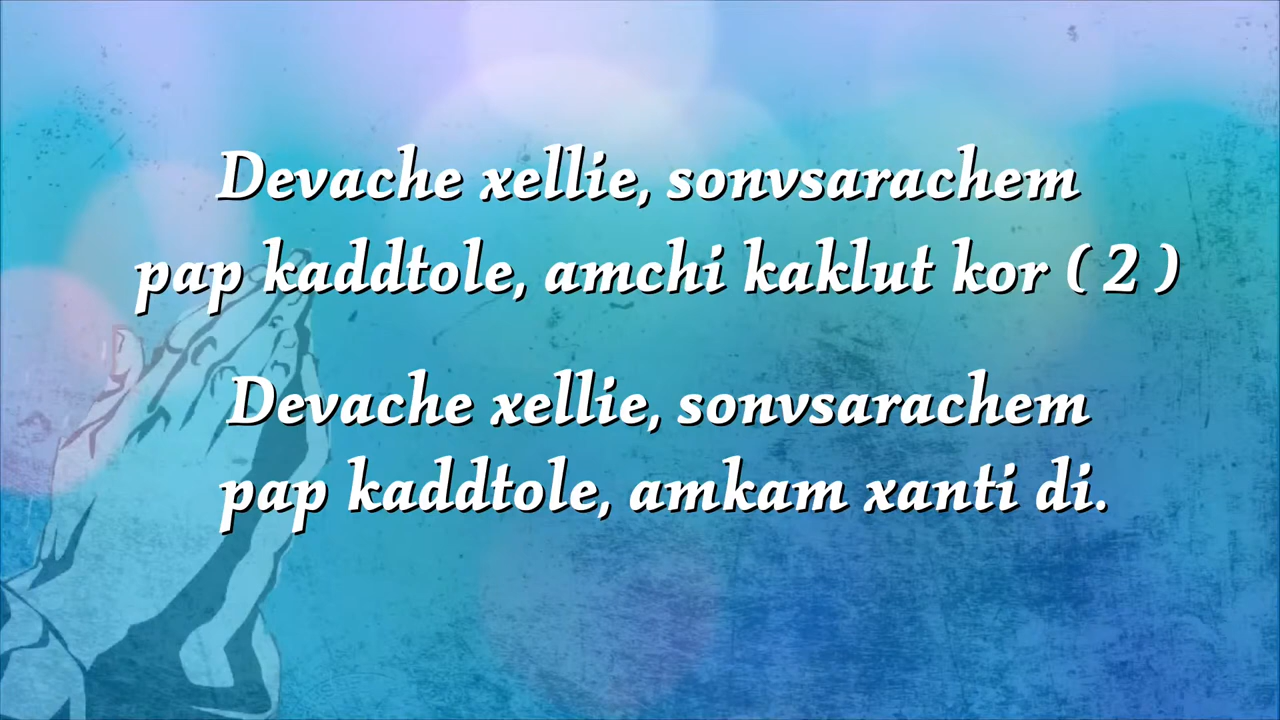 Devache xellie, sonvsarachem
pap kaddtole, amchi kaklut kor ( 2 )
Devache xellie, sonvsarachem
pap kaddtole, amkam xanti di.